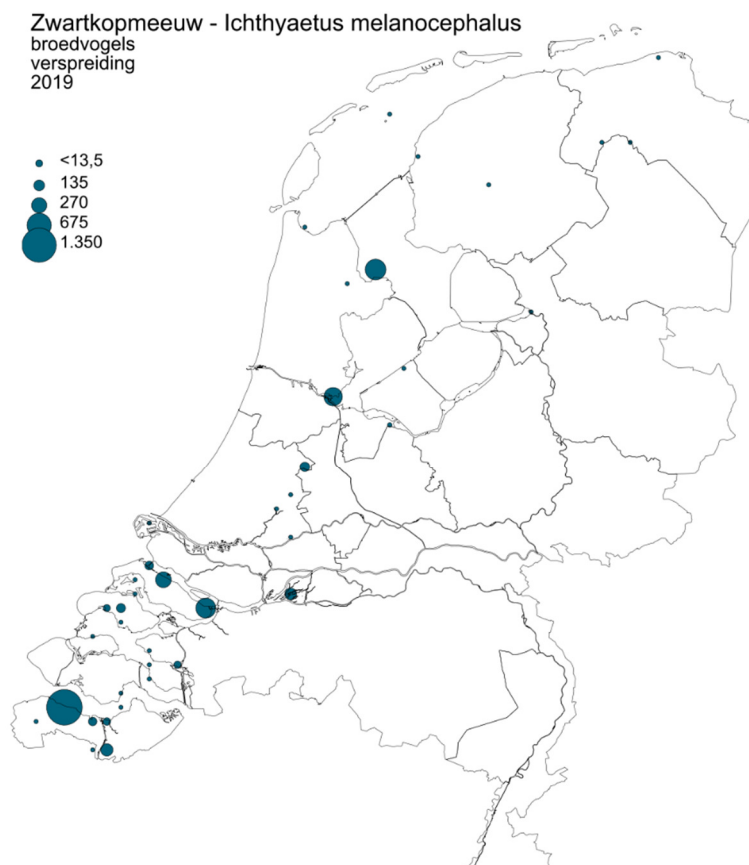 Zwartkopmeeuw - Ichthyaetus melanocephalus
broedvogels
verspreiding
2019
<13,5
135
270
675
1.350